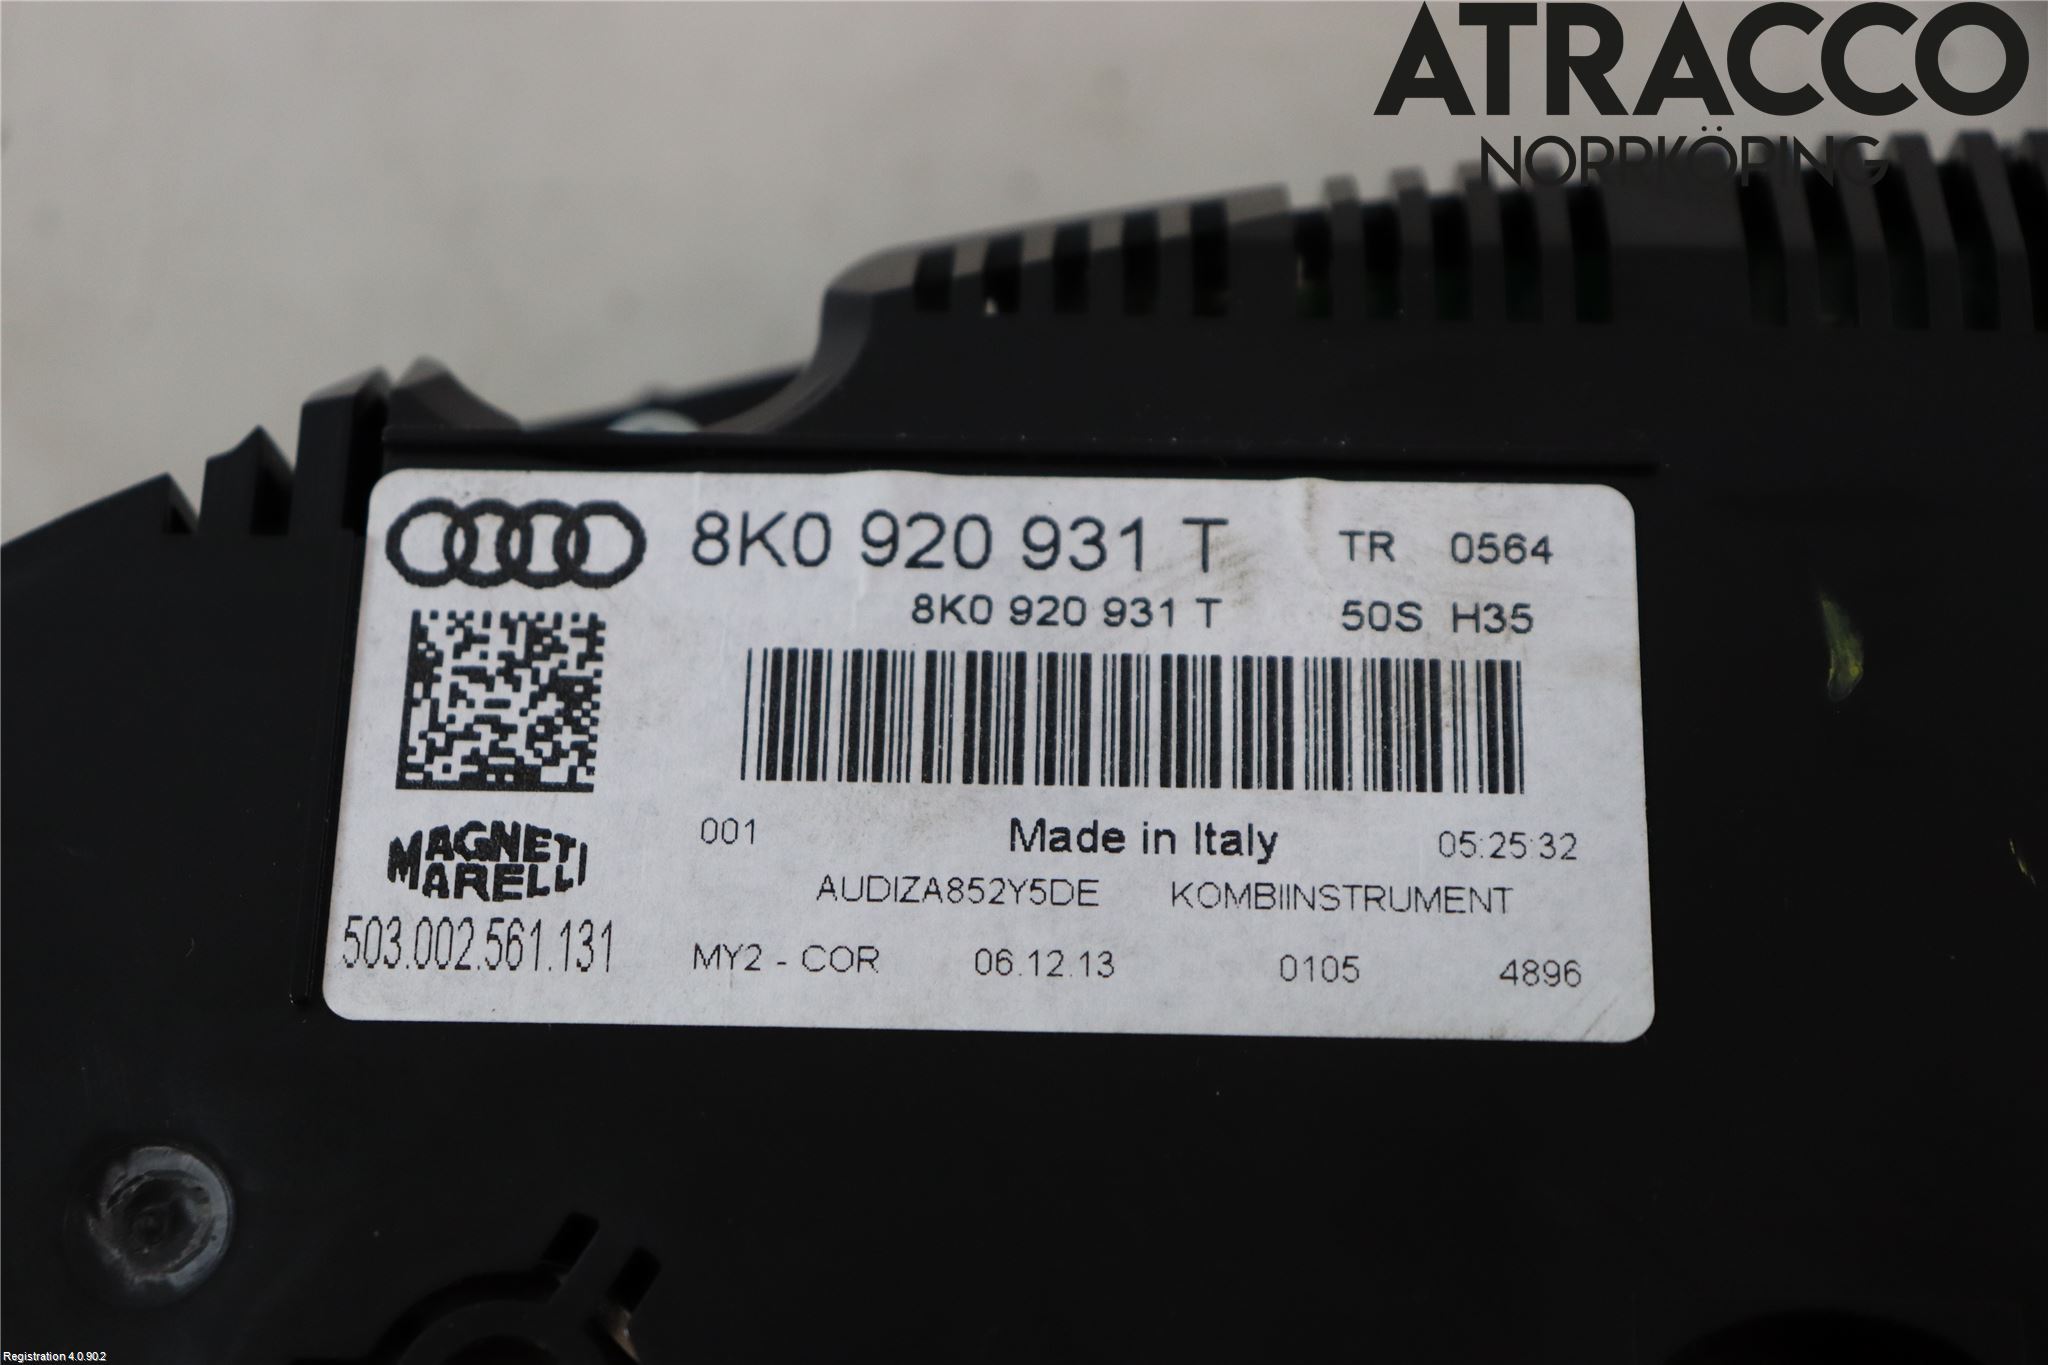 ATRACCO
NORRKÖPING
8K0 920 931 T TR 0564
8K0 920 931 T 50S H35
001 Made in Italy 05:25:32
MAGNETI
MARELLI
AUDIZA852Y5DE KOMBIINSTRUMENT
503.002.561.131
MY2 - COR 06.12.13 0105 4896
Registration 4.0.90.2